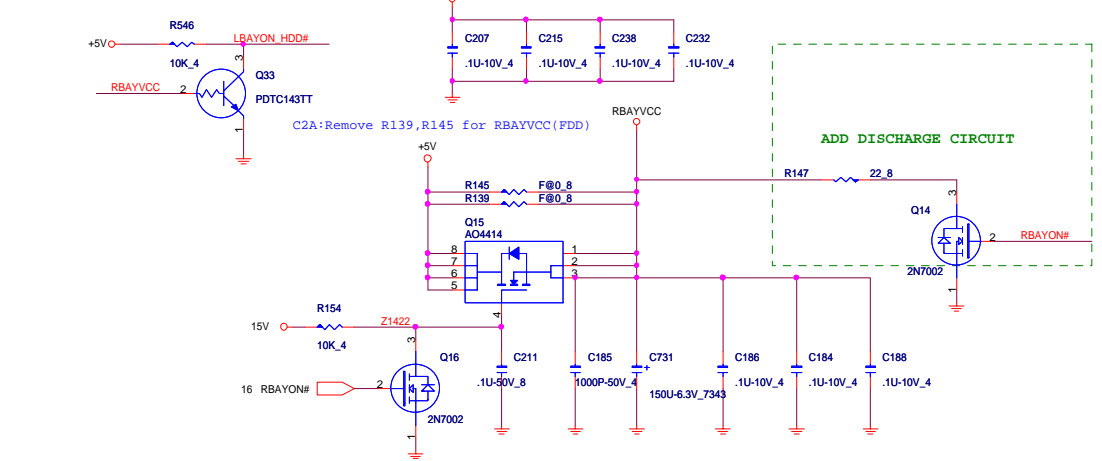 R546
+5V
LBAYON_HDD#
10K_4
3
Q33
RBAYVCC
2
PDTC143TT
1
C207
C215
C238
C232
.1U-10V_4
.1U-10V_4
.1U-10V_4
.1U-10V_4
C2A:Remove R139,R145 for RBAYVCC(FDD)
RBAYVCC
+5V
ADD DISCHARGE CIRCUIT
R147
22_8
R145
F@0_8
R139
F@0_8
3
Q14
2
RBAYON#
2N7002
1
Q15
AO4414
8
7
6
5
1
2
3
4
R154
15V
Z1422
10K_4
3
Q16
16
RBAYON#
2
2N7002
1
C211
.1U-50V_8
C185
1000P-50V_4
C731
+
150U-6.3V_7343
C186
.1U-10V_4
C184
.1U-10V_4
C188
.1U-10V_4